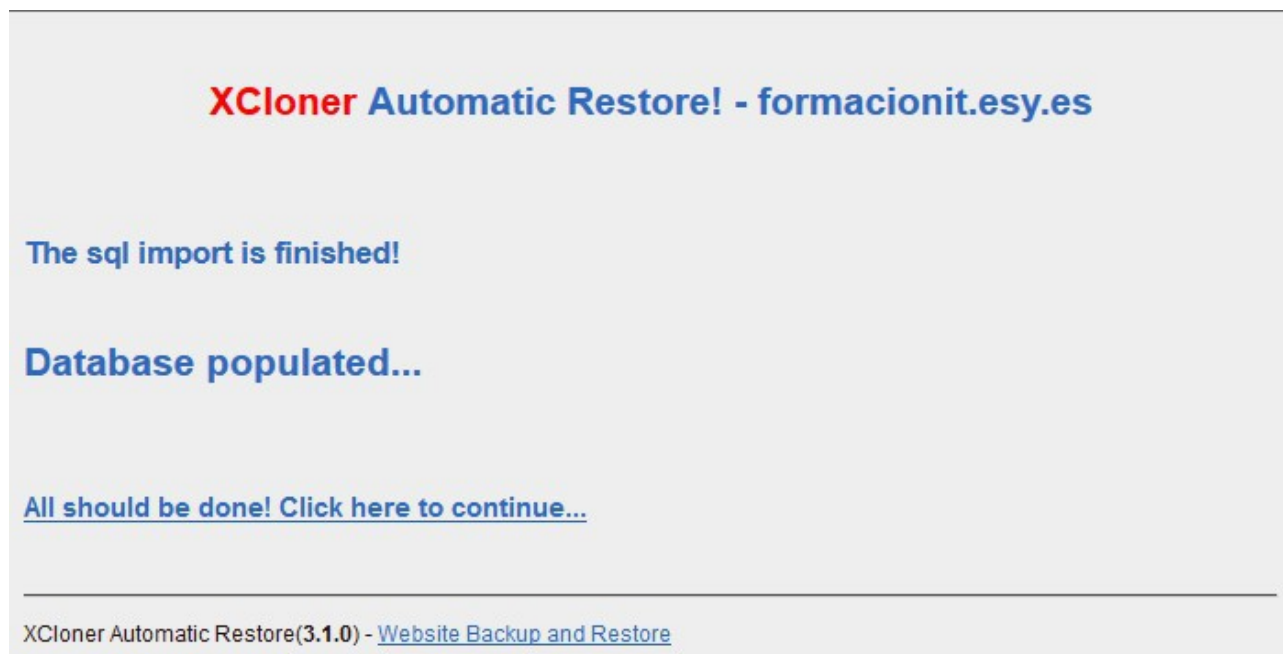 XCloner Automatic Restore! - formacionit.esy.es
The sql import is finished!
Database populated...
All should be done! Click here to continue...
XCloner Automatic Restore(3.1.0) - Website Backup and Restore